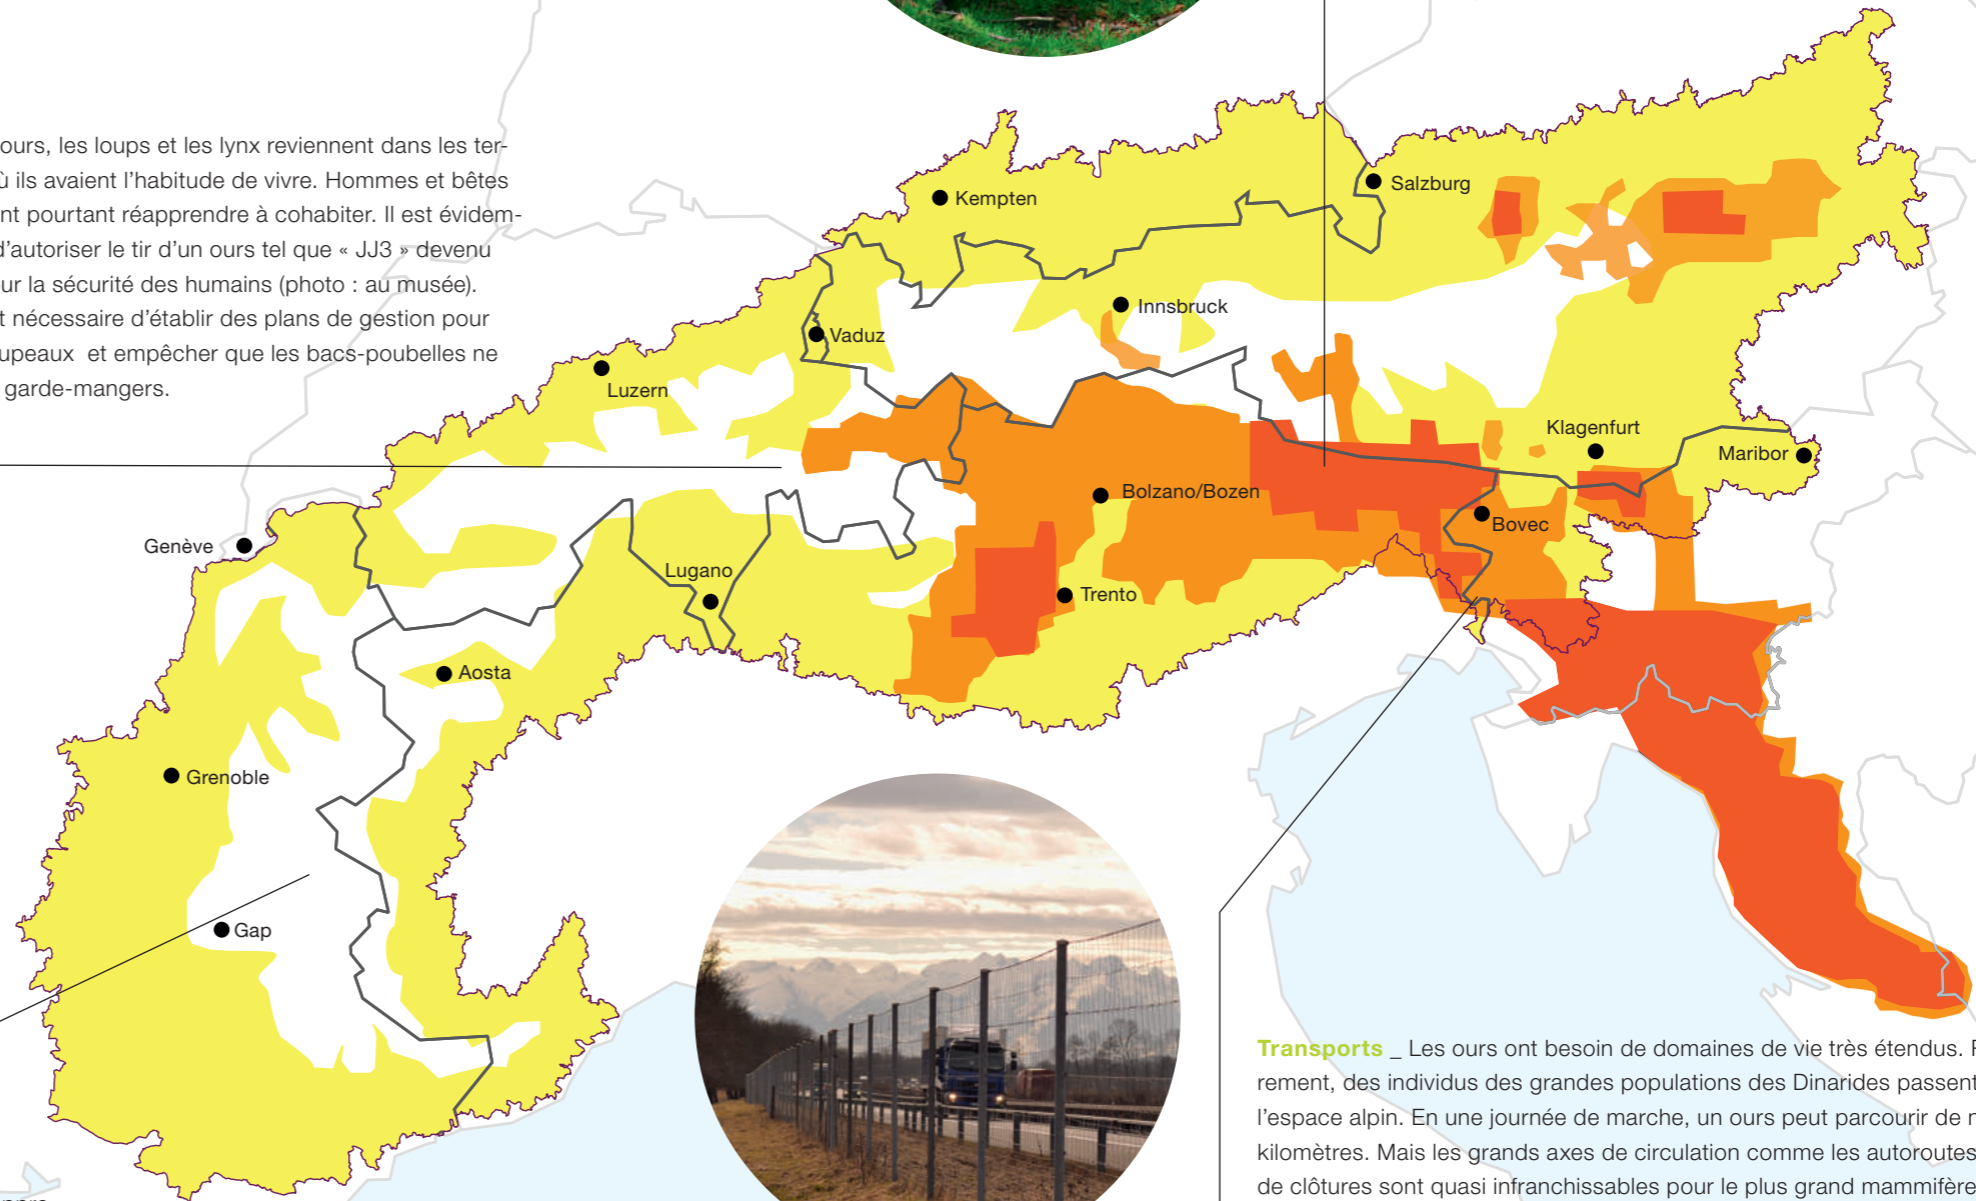 ours, les loups et les lynx reviennent dans les ter-
ù ils avaient l'habitude de vivre. Hommes et bêtes
nt pourtant réapprendre à cohabiter. Il est évidem-
d'autoriser le tir d'un ours tel que « JJ3 » devenu
ur la sécurité des humains (photo : au musée).
t nécessaire d'établir des plans de gestion pour
upeaux et empêcher que les bacs-poubelles ne
garde-mangers.
Kempten
Salzburg
Innsbruck
Vaduz
Luzern
Klagenfurt
Maribor
Bolzano/Bozen
Bovec
Genève
Lugano
Trento
Aosta
Grenoble
Gap
Transports _ Les ours ont besoin de domaines de vie très étendus.
rement, des individus des grandes populations des Dinarides passent
l'espace alpin. En une journée de marche, un ours peut parcourir de
kilomètres. Mais les grands axes de circulation comme les autoroutes
de clôtures sont quasi infranchissables pour le plus grand mammifère